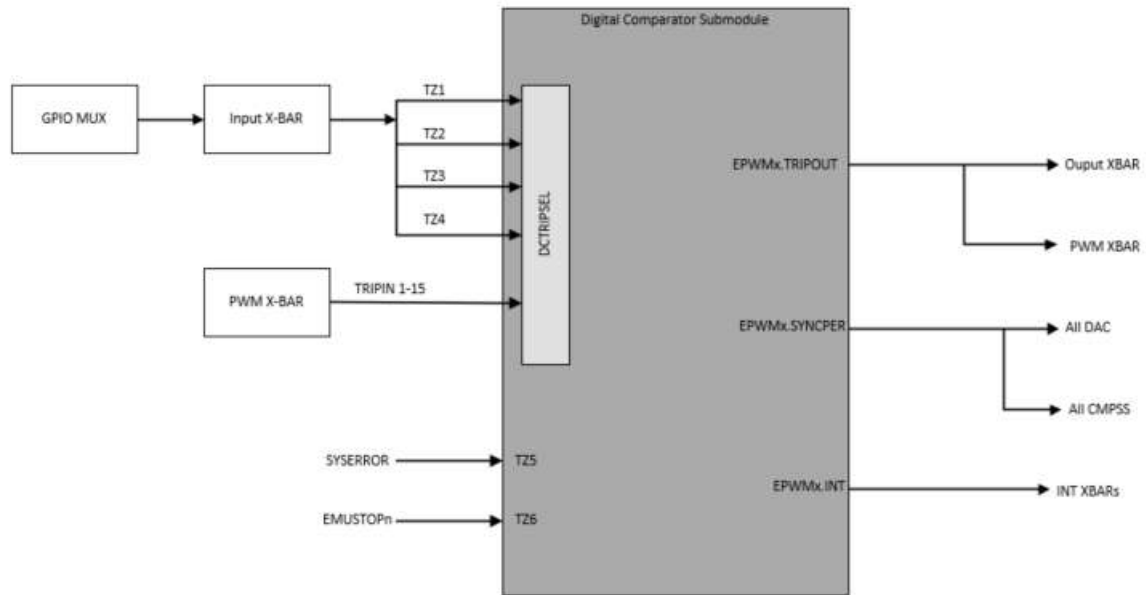 Digital Comparator Submodule
GPIO MUX
Input X-BAR
TZ1
TZ2
TZ3
TZ4
DCTRIPSEL
PWM X-BAR
TRIPIN 1-15
SYSERROR
TZ5
EMUSTOPn
TZ6
EPWMx.TRIPOUT
Ouput XBAR
PWM XBAR
EPWMx.SYNCPER
All DAC
All CMPSS
EPWMx.INT
INT XBARs